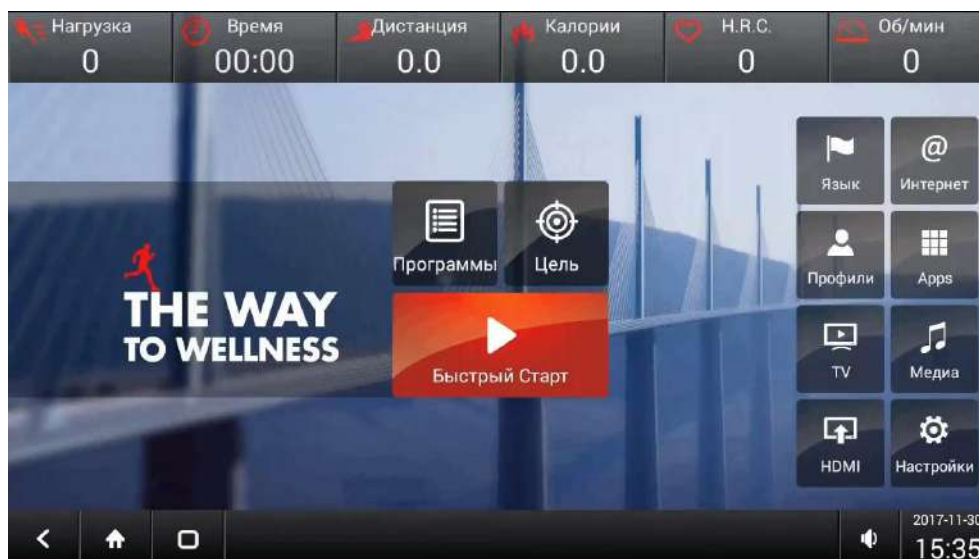 Нагрузка
0
Время
00:00
Дистанция
0.0
Калории
0.0
H.R.C.
0
Об/мин
0
Язык
@
Интернет
Программы
Цель
Профили
Apps
THE WAY
TO WELLNESS
Быстрый Старт
TV
Медиа
HDMI
Настройки
2017-11-30
15:35